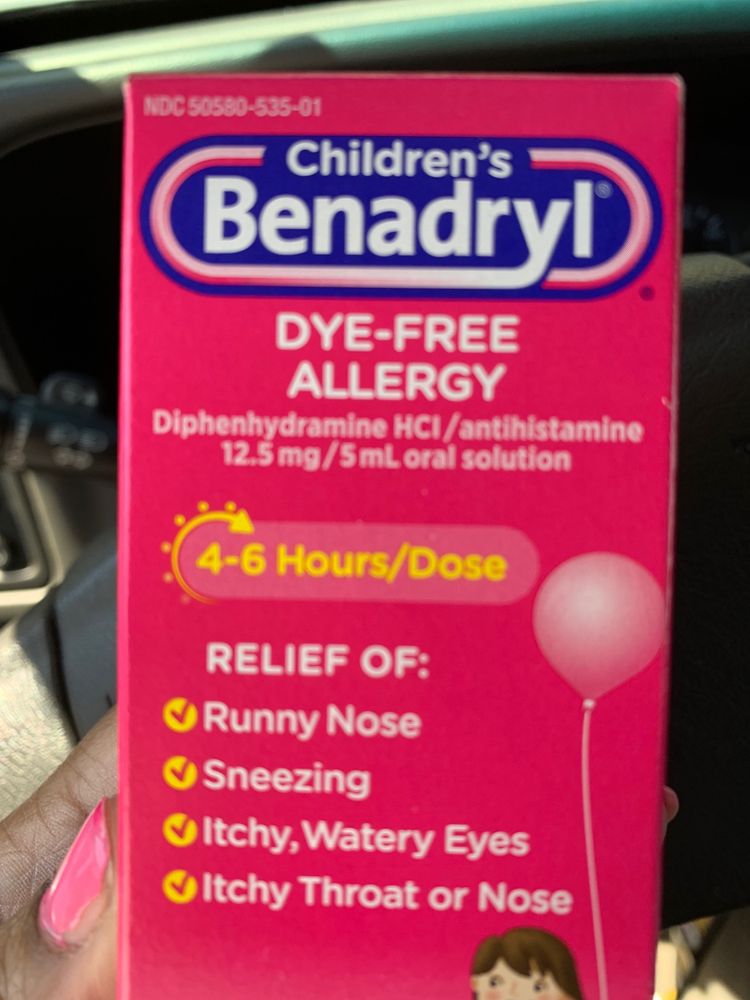 NDC 50580-535-01
Children's
Benadryl®
DYE-FREE
ALLERGY
Diphenhydramine HCl/antihistamine
12.5 mg/5 mL oral solution
4-6 Hours/Dose
RELIEF OF:
Runny Nose
Sneezing
Itchy, Watery Eyes
Itchy Throat or Nose